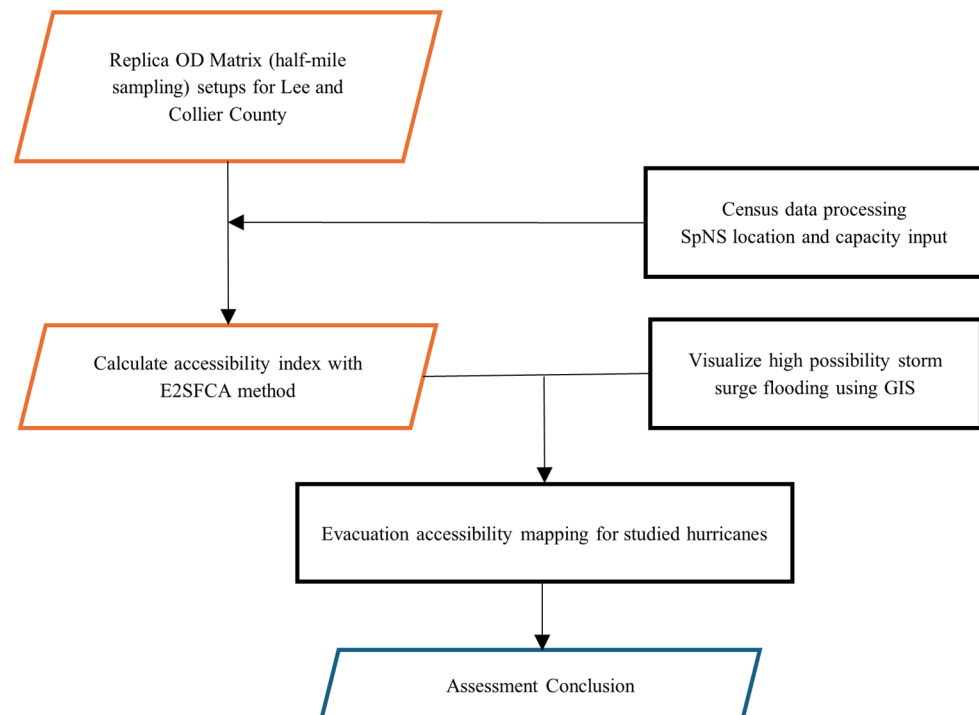 Replica OD Matrix (half-mile
sampling) setups for Lee and
Collier County
Census data processing
SpNS location and capacity input
Calculate accessibility index with
E2SFCA method
Visualize high possibility storm
surge flooding using GIS
Evacuation accessibility mapping for studied hurricanes
Assessment Conclusion